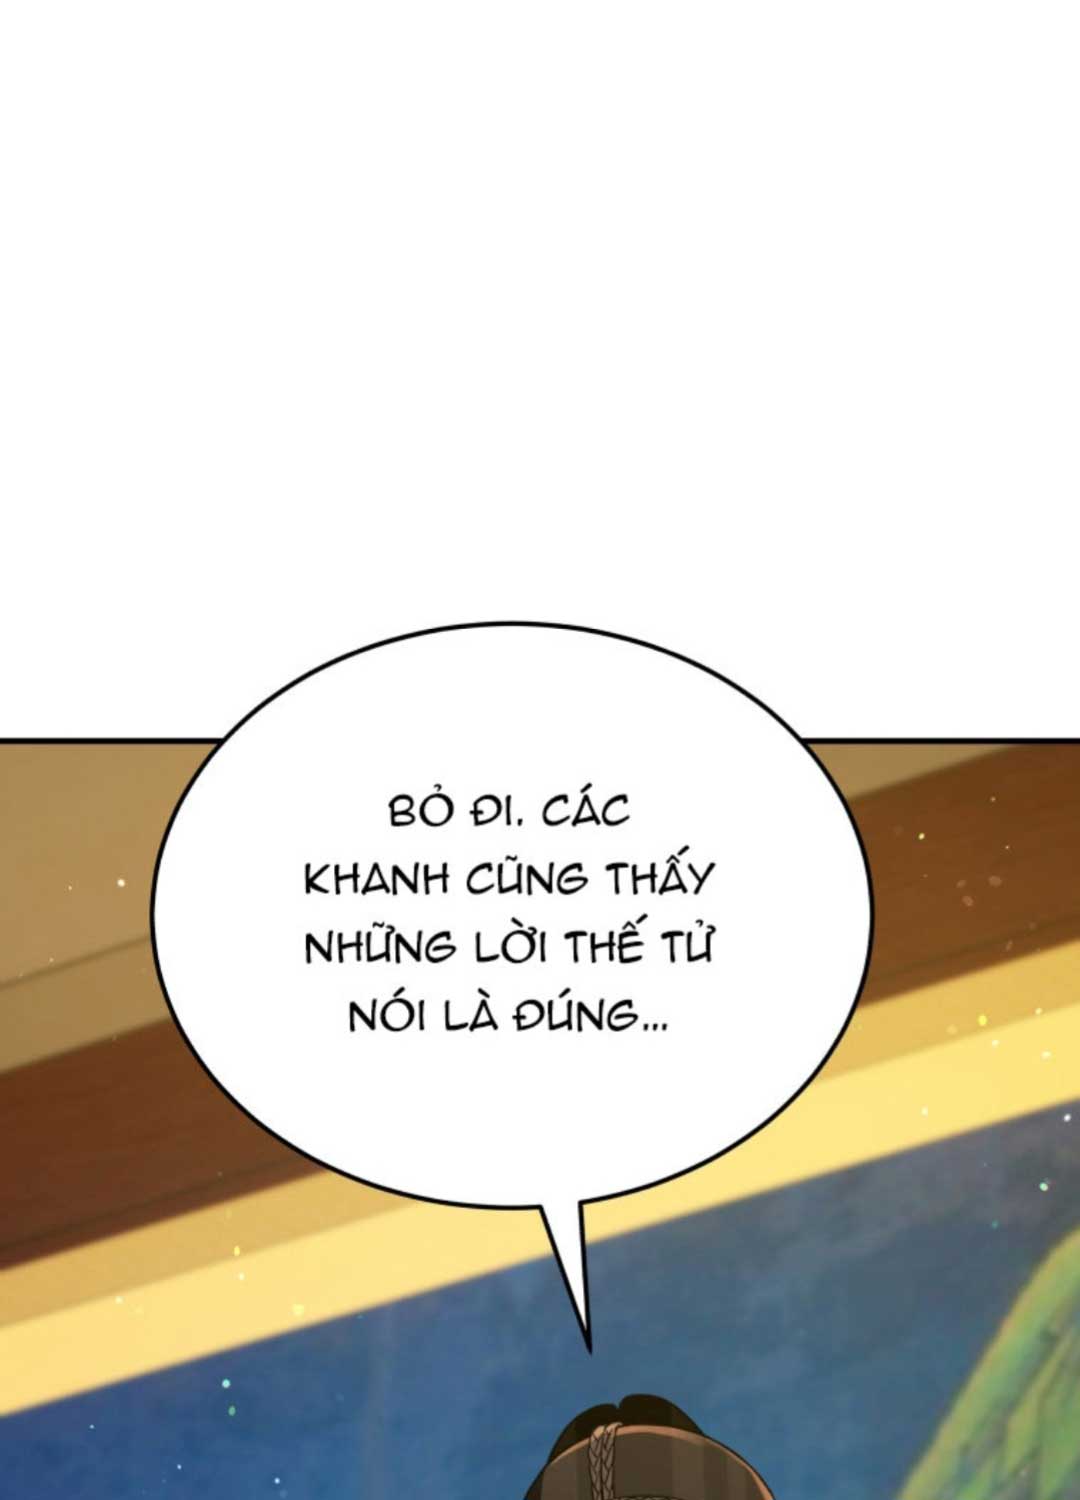 BỎ ĐI. CÁC
KHANH CŨNG THẤY
NHỮNG LỜI THẾ TỬ
NÓI LÀ ĐÚNG...